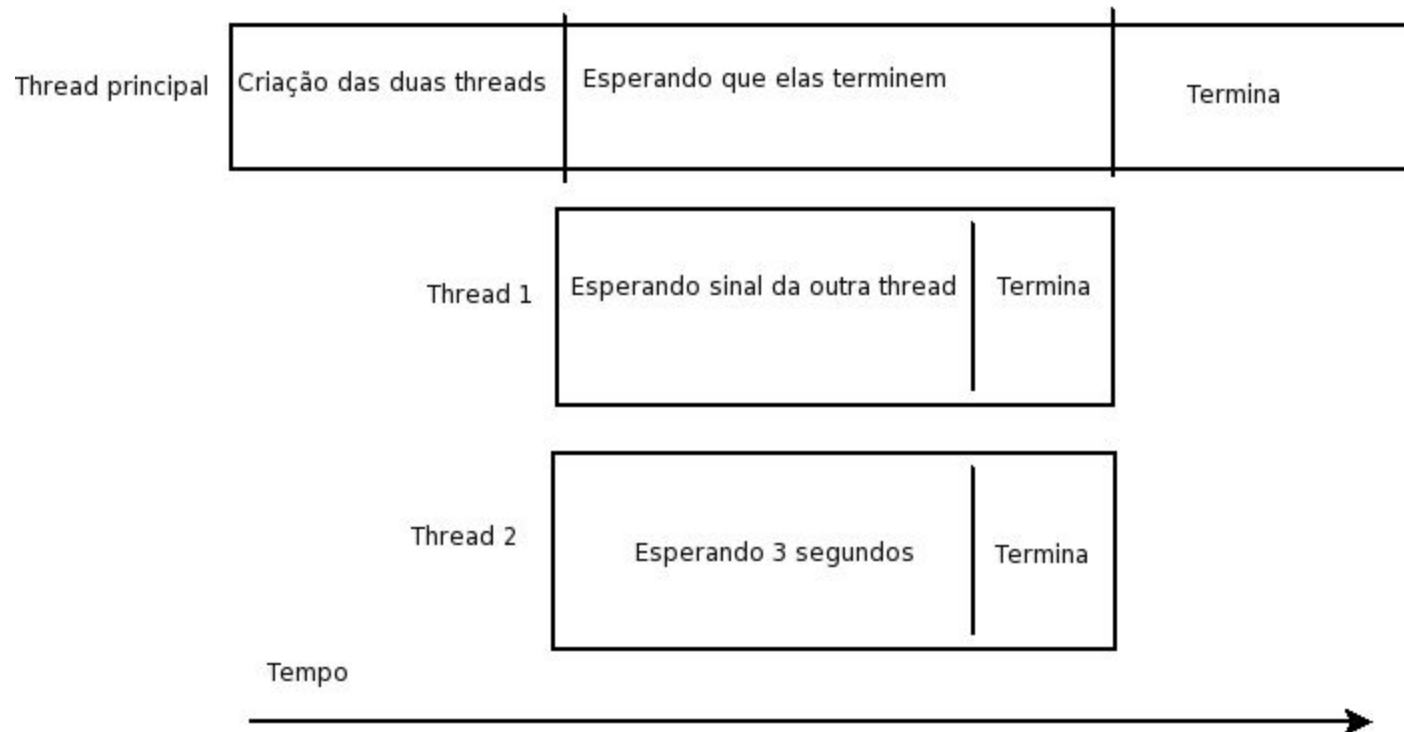 Thread principal
Criação das duas threads
Esperando que elas terminem
Termina
Thread 1
Esperando sinal da outra thread
Termina
Thread 2
Esperando 3 segundos
Termina
Tempo